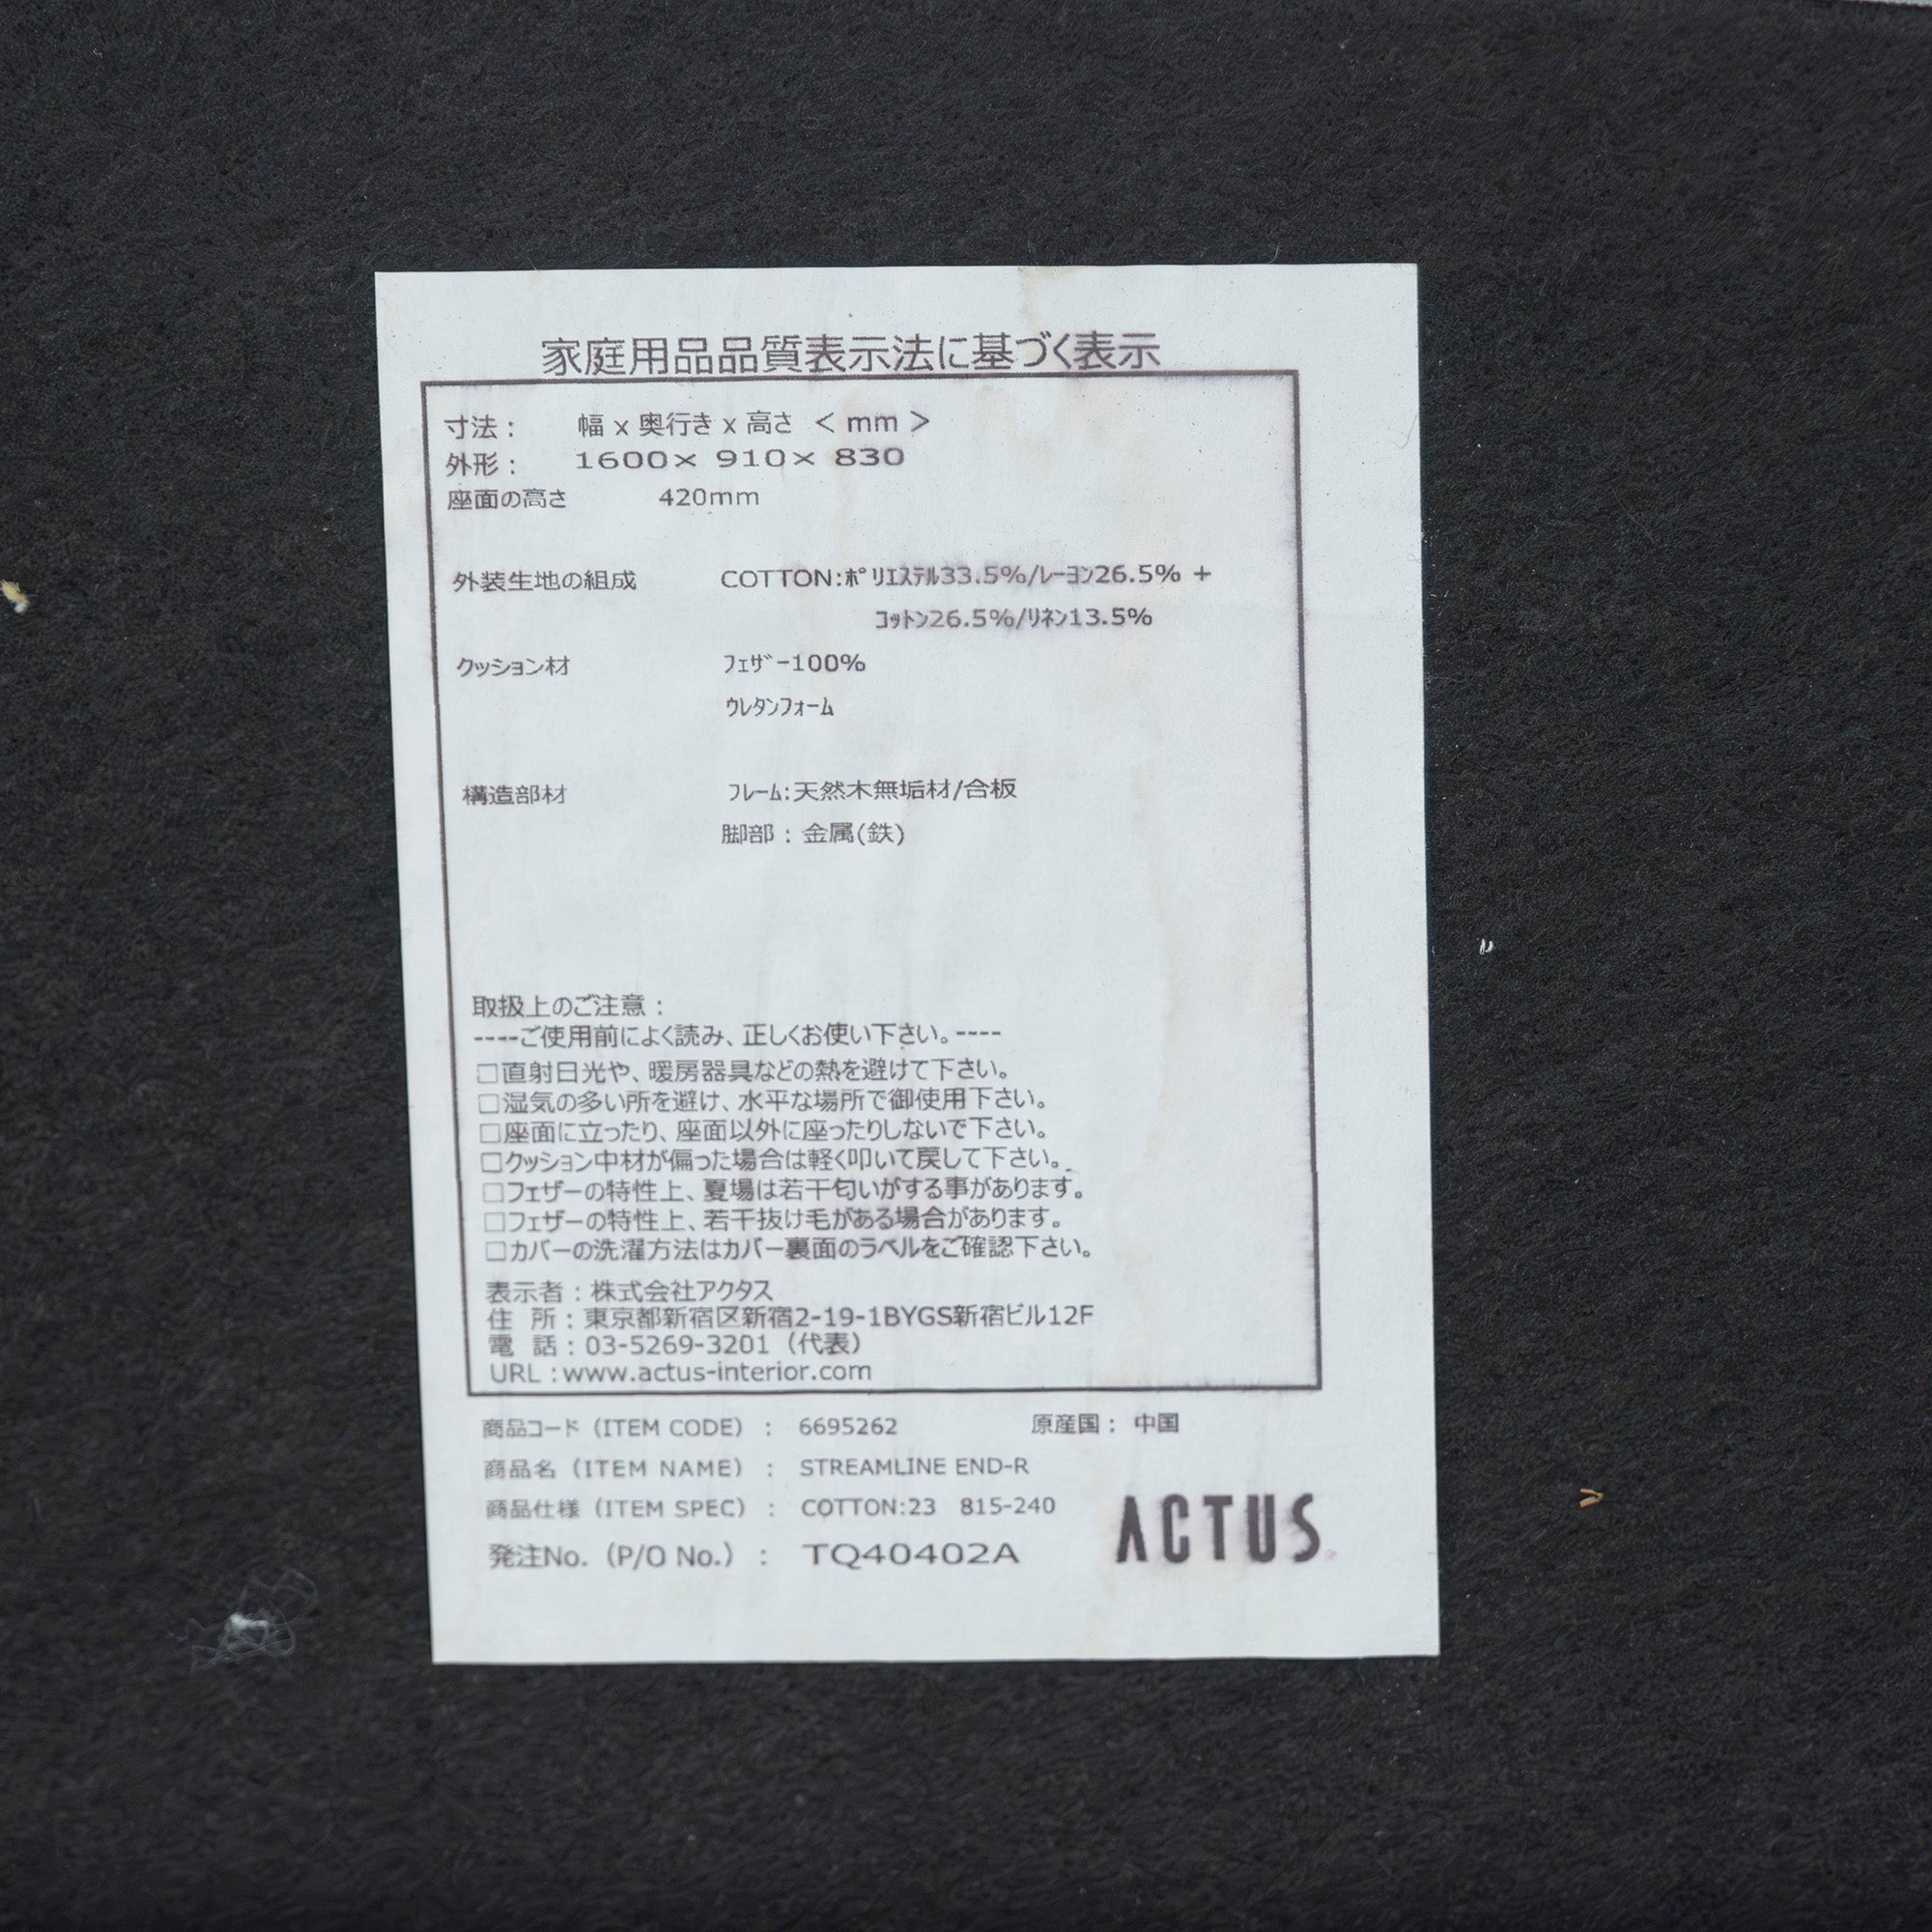 家庭用品品質表示法に基づく表示
寸法： 幅 x 奥行き x 高さ ＜ mm ＞
外形： 1600× 910× 830
座面の高さ 420mm
外装生地の組成 COTTON:ﾎﾟﾘｴｽﾃﾙ33.5%/ﾚｰﾖﾝ26.5% +
ｺｯﾄﾝ26.5%/ﾘﾈﾝ13.5%
クッション材 ﾌｪｻﾞｰ100%
ｳﾚﾀﾝﾌｫｰﾑ
構造部材 ﾌﾚｰﾑ:天然木無垢材/合板
脚部：金属(鉄)
取扱上のご注意：
----ご使用前によく読み、正しくお使い下さい。----
□直射日光や、暖房器具などの熱を避けて下さい。
□湿気の多い所を避け、水平な場所で御使用下さい。
□座面に立ったり、座面以外に座ったりしないで下さい。
□クッション中材が偏った場合は軽く叩いて戻して下さい。
□フェザーの特性上、夏場は若干匂いがする事があります。
□フェザーの特性上、若干抜け毛がある場合があります。
□カバーの洗濯方法はカバー裏面のラベルをご確認下さい。
表示者：株式会社アクタス
住 所：東京都新宿区新宿2-19-1BYGS新宿ビル12F
電 話：03-5269-3201（代表）
URL：www.actus-interior.com
商品コード（ITEM CODE）： 6695262 原産国： 中国
商品名（ITEM NAME）： STREAMLINE END-R
商品仕様（ITEM SPEC）： COTTON:23 815-240
発注No.（P/O No.）： TQ40402A
ACTUS